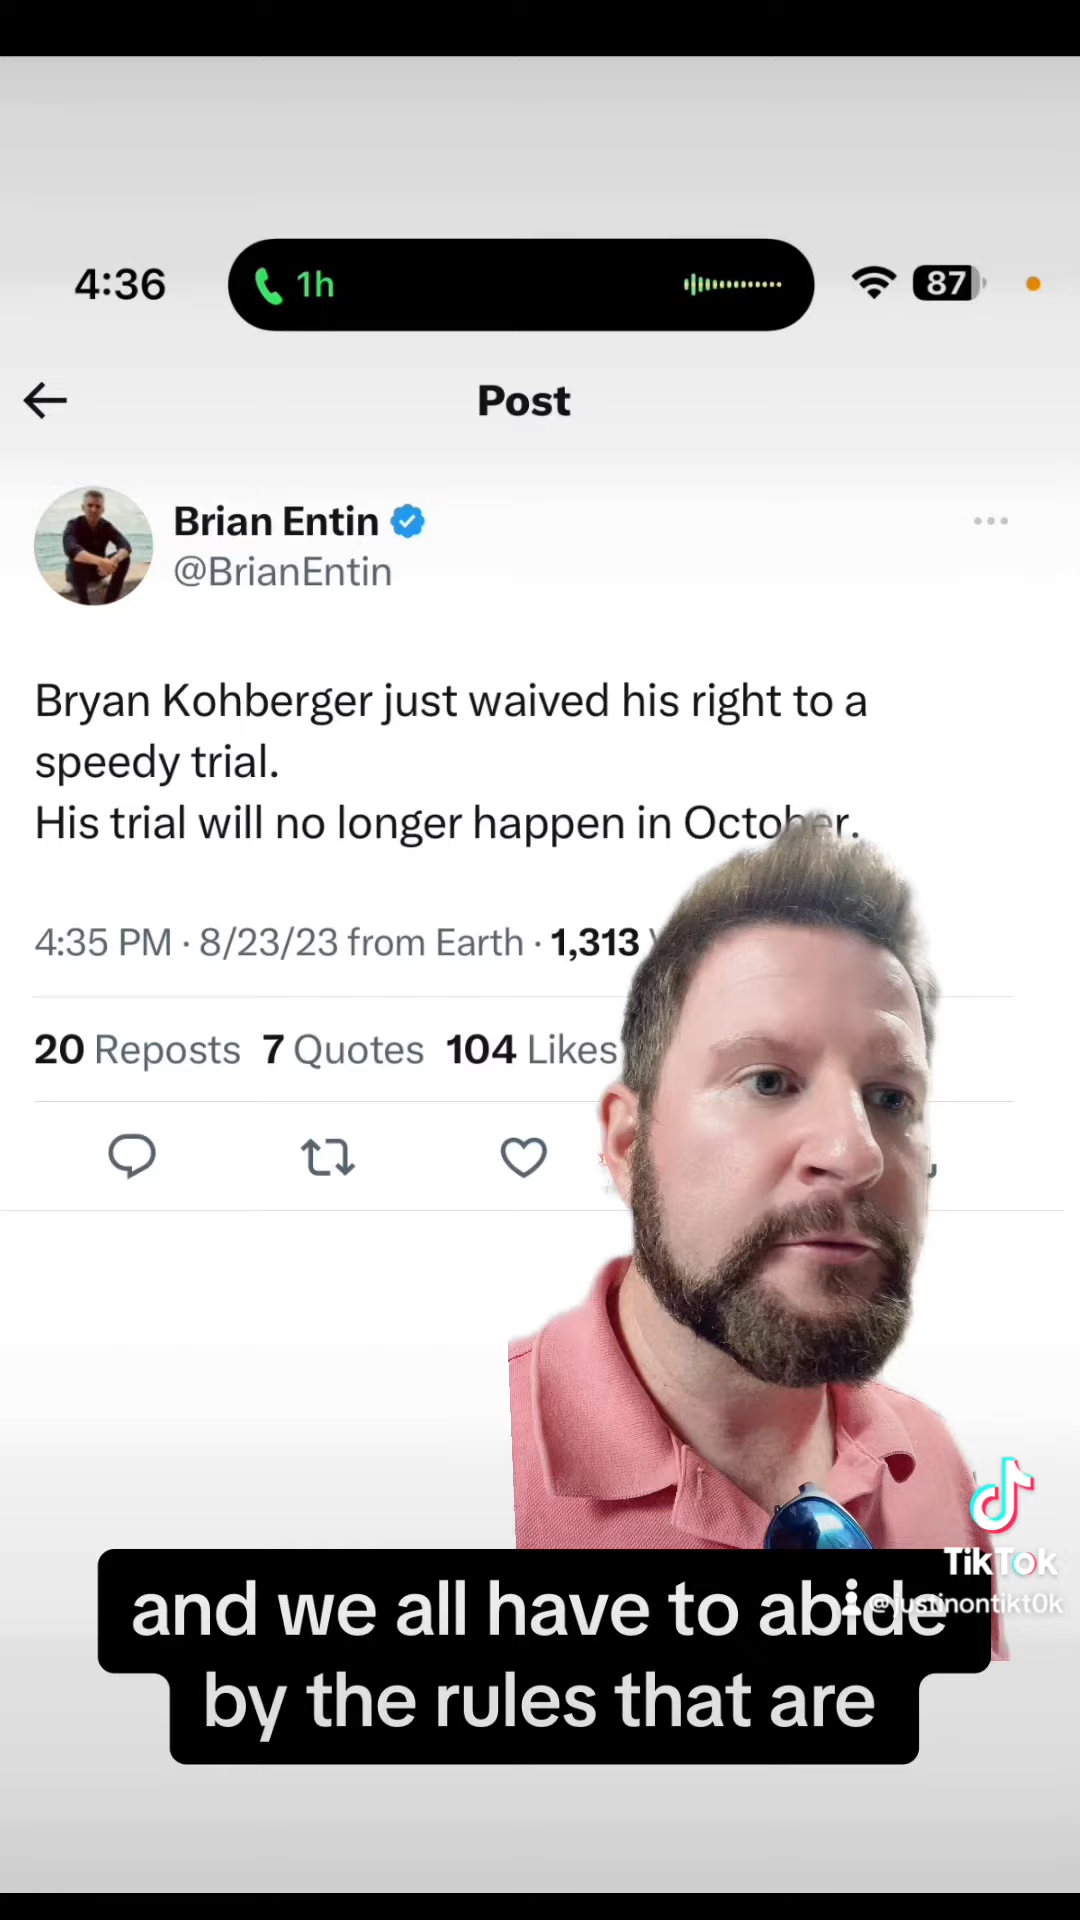 4:36
1h
87
Post
Brian Entin
@BrianEntin
Bryan Kohberger just waived his right to a
speedy trial.
His trial will no longer happen in October.
4:35 PM · 8/23/23 from Earth · 1,313
20 Reposts 7 Quotes 104 Likes
TikTok
@justinontikt0k
and we all have to abide
by the rules that are